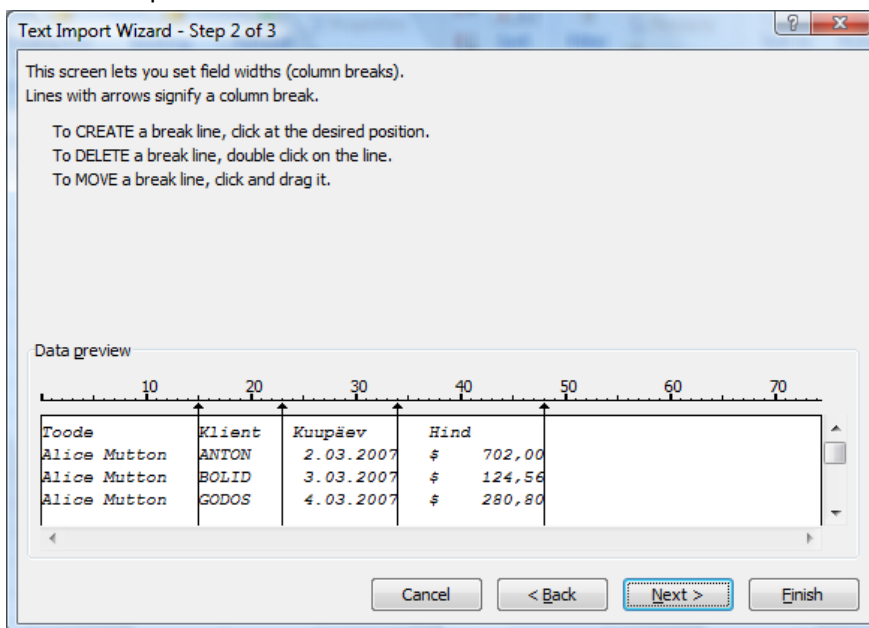 Text Import Wizard - Step 2 of 3
This screen lets you set field widths (column breaks).
Lines with arrows signify a column break.
To CREATE a break line, click at the desired position.
To DELETE a break line, double click on the line.
To MOVE a break line, click and drag it.
Data preview
10 20 30 40 50 60 70
Toode Klient Kuupäev Hind
Alice Mutton ANTON 2.03.2007 $ 702,00
Alice Mutton BOLID 3.03.2007 $ 124,56
Alice Mutton GODOS 4.03.2007 $ 280,80
Cancel < Back Next > Finish